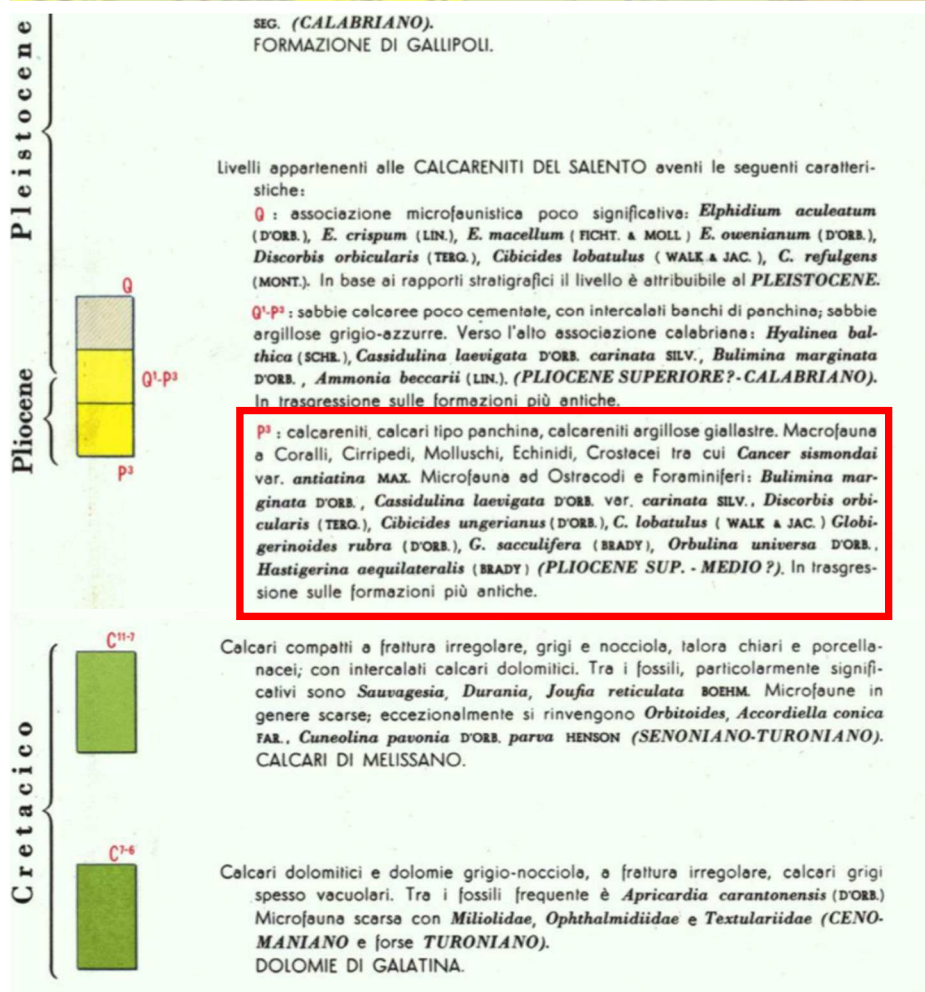 SEG. (CALABRIANO).
FORMAZIONE DI GALLIPOLI.
Pleistocene
Livelli appartenenti alle CALCARENITI DEL SALENTO aventi le seguenti caratteri-
stiche:
Q : associazione microfaunistica poco significativa: Elphidium aculeatum
(D'ORB.), E. crispum (LIN.), E. macellum ( FICHT. & MOLL ) E. owenianum (D'ORB.),
Discorbis orbicularis (TERQ.), Cibicides lobatulus ( WALK & JAC. ), C. refulgens
(MONT.). In base ai rapporti stratigrafici il livello è attribuibile al PLEISTOCENE.
Q
Q¹-P³ : sabbie calcaree poco cementate, con intercalati banchi di panchina; sabbie
argillose grigio-azzurre. Verso l'alto associazione calabriana: Hyalinea bal-
thica (SCHR.), Cassidulina laevigata D'ORB. carinata SILV., Bulimina marginata
D'ORB. , Ammonia beccarii (LIN.). (PLIOCENE SUPERIORE?-CALABRIANO).
In trasgressione sulle formazioni più antiche.
Q¹-P³
Pliocene
P³
P³ : calcareniti, calcari tipo panchina, calcareniti argillose giallastre. Macrofauna
a Coralli, Cirripedi, Molluschi, Echinidi, Crostacei tra cui Cancer sismondai
var. antiatina MAX. Microfauna ad Ostracodi e Foraminiferi: Bulimina mar-
ginata D'ORB., Cassidulina laevigata D'ORB. var. carinata SILV., Discorbis orbi-
cularis (TERQ.), Cibicides ungerianus (D'ORB.), C. lobatulus ( WALK & JAC. ) Globi-
gerinoides rubra (D'ORB.), G. sacculifera (BRADY), Orbulina universa D'ORB.,
Hastigerina aequilateralis (BRADY) (PLIOCENE SUP. - MEDIO ?). In trasgres-
sione sulle formazioni più antiche.
Cretacico
C¹¹⁻⁷
Calcari compatti a frattura irregolare, grigi e nocciola, talora chiari e porcella-
nacei; con intercalati calcari dolomitici. Tra i fossili, particolarmente signifi-
cativi sono Sauvagesia, Durania, Joufia reticulata BOEHM. Microfaune in
genere scarse; eccezionalmente si rinvengono Orbitoides, Accordiella conica
FAR., Cuneolina pavonia D'ORB. parva HENSON (SENONIANO-TURONIANO).
CALCARI DI MELISSANO.
C⁷⁻⁶
Calcari dolomitici e dolomie grigio-nocciola, a frattura irregolare, calcari grigi
spesso vacuolari. Tra i fossili frequente è Apricardia carantonensis (D'ORB.)
Microfauna scarsa con Miliolidae, Ophthalmidiidae e Textulariidae (CENO-
MANIANO e forse TURONIANO).
DOLOMIE DI GALATINA.